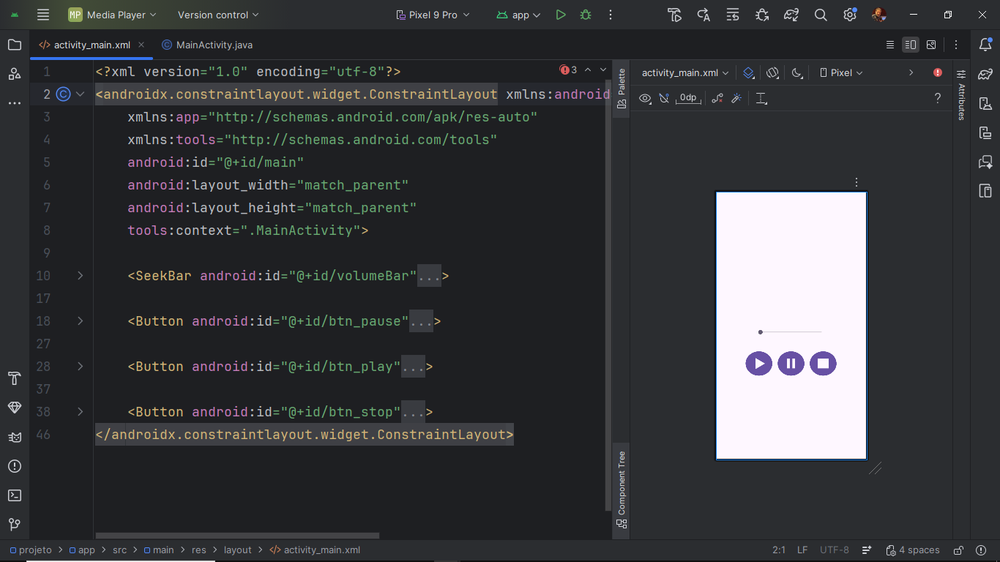 MP Media Player Version control Pixel 9 Pro app
activity_main.xml MainActivity.java
1 <?xml version="1.0" encoding="utf-8"?> 3
2 <androidx.constraintlayout.widget.ConstraintLayout xmlns:android
3 xmlns:app="http://schemas.android.com/apk/res-auto"
4 xmlns:tools="http://schemas.android.com/tools"
5 android:id="@+id/main"
6 android:layout_width="match_parent"
7 android:layout_height="match_parent"
8 tools:context=".MainActivity">
9
10 <SeekBar android:id="@+id/volumeBar"...>
17
18 <Button android:id="@+id/btn_pause"...>
27
28 <Button android:id="@+id/btn_play"...>
37
38 <Button android:id="@+id/btn_stop"...>
46 </androidx.constraintlayout.widget.ConstraintLayout>
Palette
Component Tree
activity_main.xml Pixel
0dp ?
Attributes
projeto > app > src > main > res > layout > activity_main.xml 2:1 LF UTF-8 4 spaces